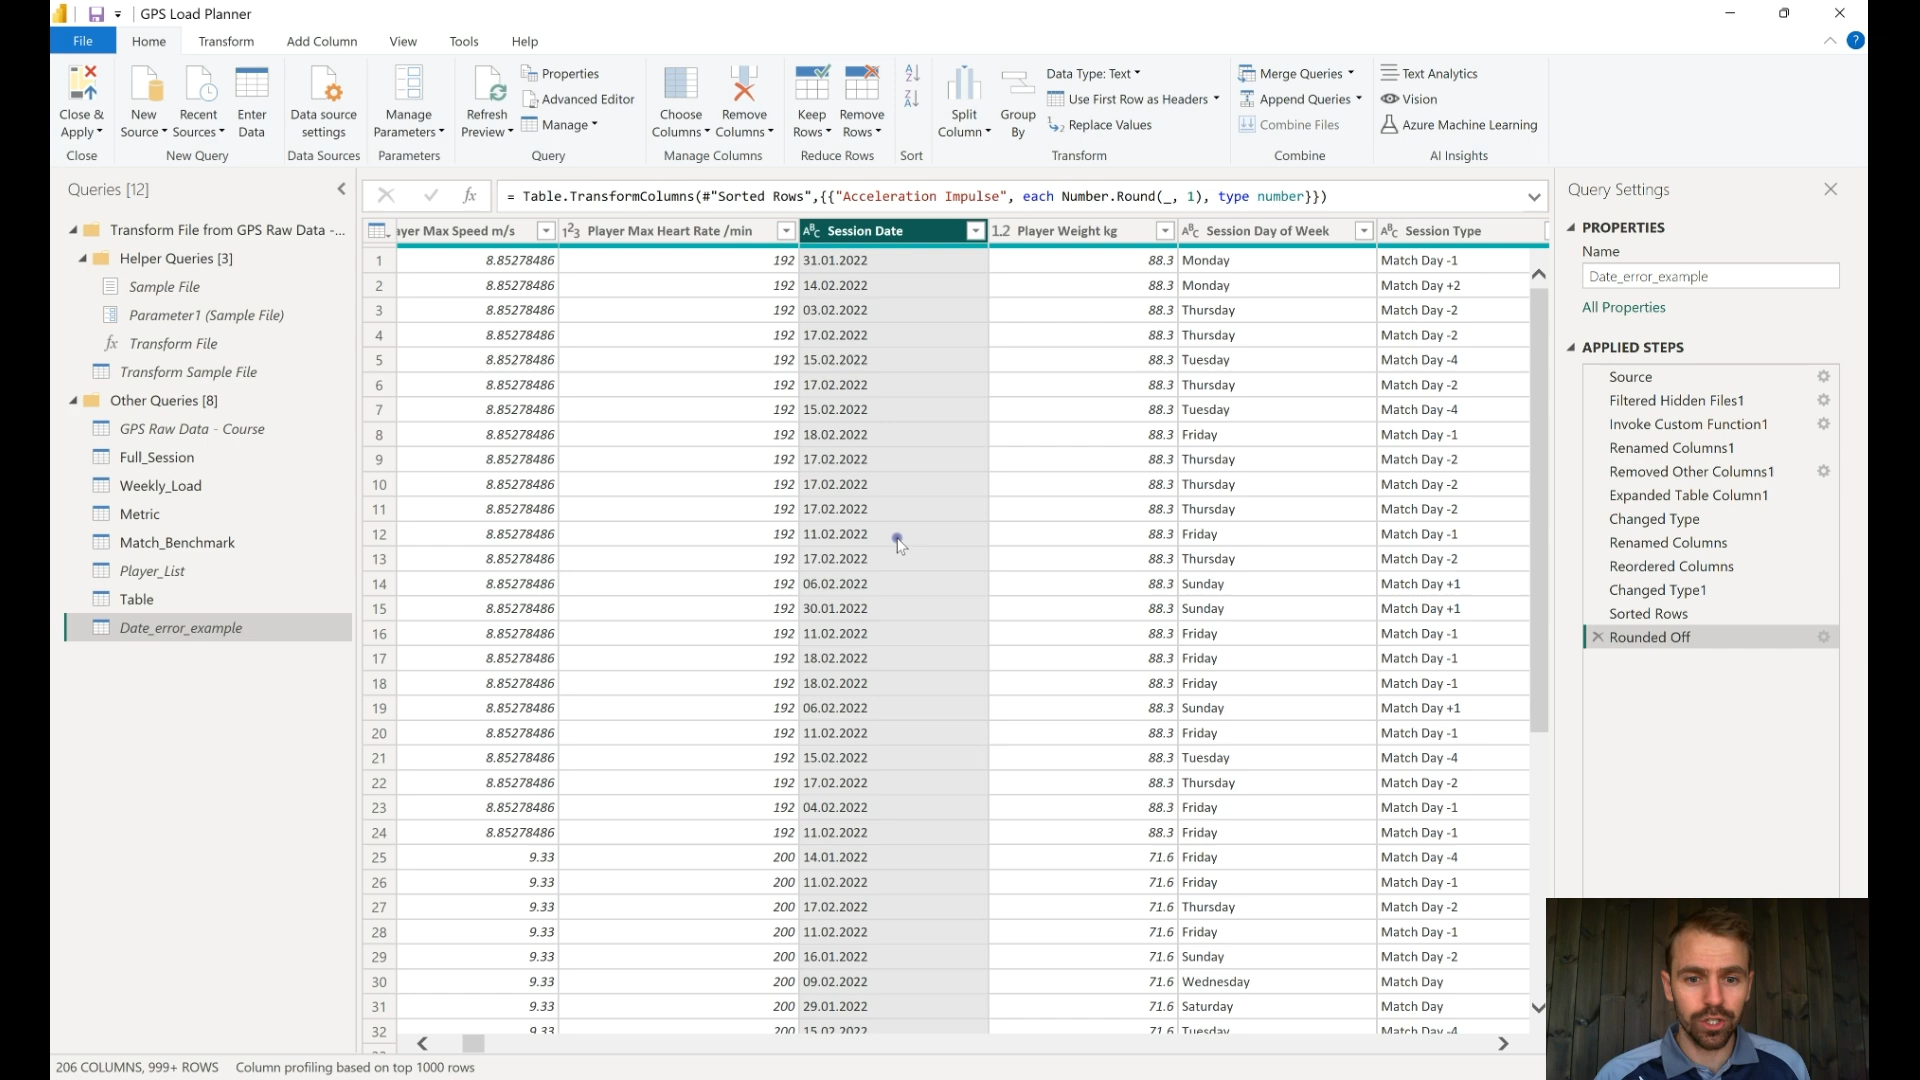 GPS Load Planner
File Home Transform Add Column View Tools Help
Close & Apply
Close
New Source
Recent Sources
Enter Data
New Query
Data source settings
Data Sources
Manage Parameters
Parameters
Refresh Preview
Properties
Advanced Editor
Manage
Query
Choose Columns
Remove Columns
Manage Columns
Keep Rows
Remove Rows
Reduce Rows
Sort
Split Column
Group By
Data Type: Text
Use First Row as Headers
Replace Values
Transform
Merge Queries
Append Queries
Combine Files
Combine
Text Analytics
Vision
Azure Machine Learning
AI Insights
Queries [12]
Transform File from GPS Raw Data -...
Helper Queries [3]
Sample File
Parameter1 (Sample File)
fx Transform File
Transform Sample File
Other Queries [8]
GPS Raw Data - Course
Full_Session
Weekly_Load
Metric
Match_Benchmark
Player_List
Table
Date_error_example
fx = Table.TransformColumns(#"Sorted Rows",{{"Acceleration Impulse", each Number.Round(_, 1), type number}})
ayer Max Speed m/s 123 Player Max Heart Rate /min ABC Session Date 1.2 Player Weight kg ABC Session Day of Week ABC Session Type
1 8.85278486 192 31.01.2022 88.3 Monday Match Day -1
2 8.85278486 192 14.02.2022 88.3 Monday Match Day +2
3 8.85278486 192 03.02.2022 88.3 Thursday Match Day -2
4 8.85278486 192 17.02.2022 88.3 Thursday Match Day -2
5 8.85278486 192 15.02.2022 88.3 Tuesday Match Day -4
6 8.85278486 192 17.02.2022 88.3 Thursday Match Day -2
7 8.85278486 192 15.02.2022 88.3 Tuesday Match Day -4
8 8.85278486 192 18.02.2022 88.3 Friday Match Day -1
9 8.85278486 192 17.02.2022 88.3 Thursday Match Day -2
10 8.85278486 192 17.02.2022 88.3 Thursday Match Day -2
11 8.85278486 192 17.02.2022 88.3 Thursday Match Day -2
12 8.85278486 192 11.02.2022 88.3 Friday Match Day -1
13 8.85278486 192 17.02.2022 88.3 Thursday Match Day -2
14 8.85278486 192 06.02.2022 88.3 Sunday Match Day +1
15 8.85278486 192 30.01.2022 88.3 Sunday Match Day +1
16 8.85278486 192 11.02.2022 88.3 Friday Match Day -1
17 8.85278486 192 18.02.2022 88.3 Friday Match Day -1
18 8.85278486 192 18.02.2022 88.3 Friday Match Day -1
19 8.85278486 192 06.02.2022 88.3 Sunday Match Day +1
20 8.85278486 192 11.02.2022 88.3 Friday Match Day -1
21 8.85278486 192 15.02.2022 88.3 Tuesday Match Day -4
22 8.85278486 192 17.02.2022 88.3 Thursday Match Day -2
23 8.85278486 192 04.02.2022 88.3 Friday Match Day -1
24 8.85278486 192 11.02.2022 88.3 Friday Match Day -1
25 9.33 200 14.01.2022 71.6 Friday Match Day -4
26 9.33 200 11.02.2022 71.6 Friday Match Day -1
27 9.33 200 17.02.2022 71.6 Thursday Match Day -2
28 9.33 200 11.02.2022 71.6 Friday Match Day -1
29 9.33 200 16.01.2022 71.6 Sunday Match Day -2
30 9.33 200 09.02.2022 71.6 Wednesday Match Day
31 9.33 200 29.01.2022 71.6 Saturday Match Day
32 9.33 200 15.02.2022 71.6 Tuesday Match Day -4
Query Settings
PROPERTIES
Name
Date_error_example
All Properties
APPLIED STEPS
Source
Filtered Hidden Files1
Invoke Custom Function1
Renamed Columns1
Removed Other Columns1
Expanded Table Column1
Changed Type
Renamed Columns
Reordered Columns
Changed Type1
Sorted Rows
Rounded Off
206 COLUMNS, 999+ ROWS Column profiling based on top 1000 rows